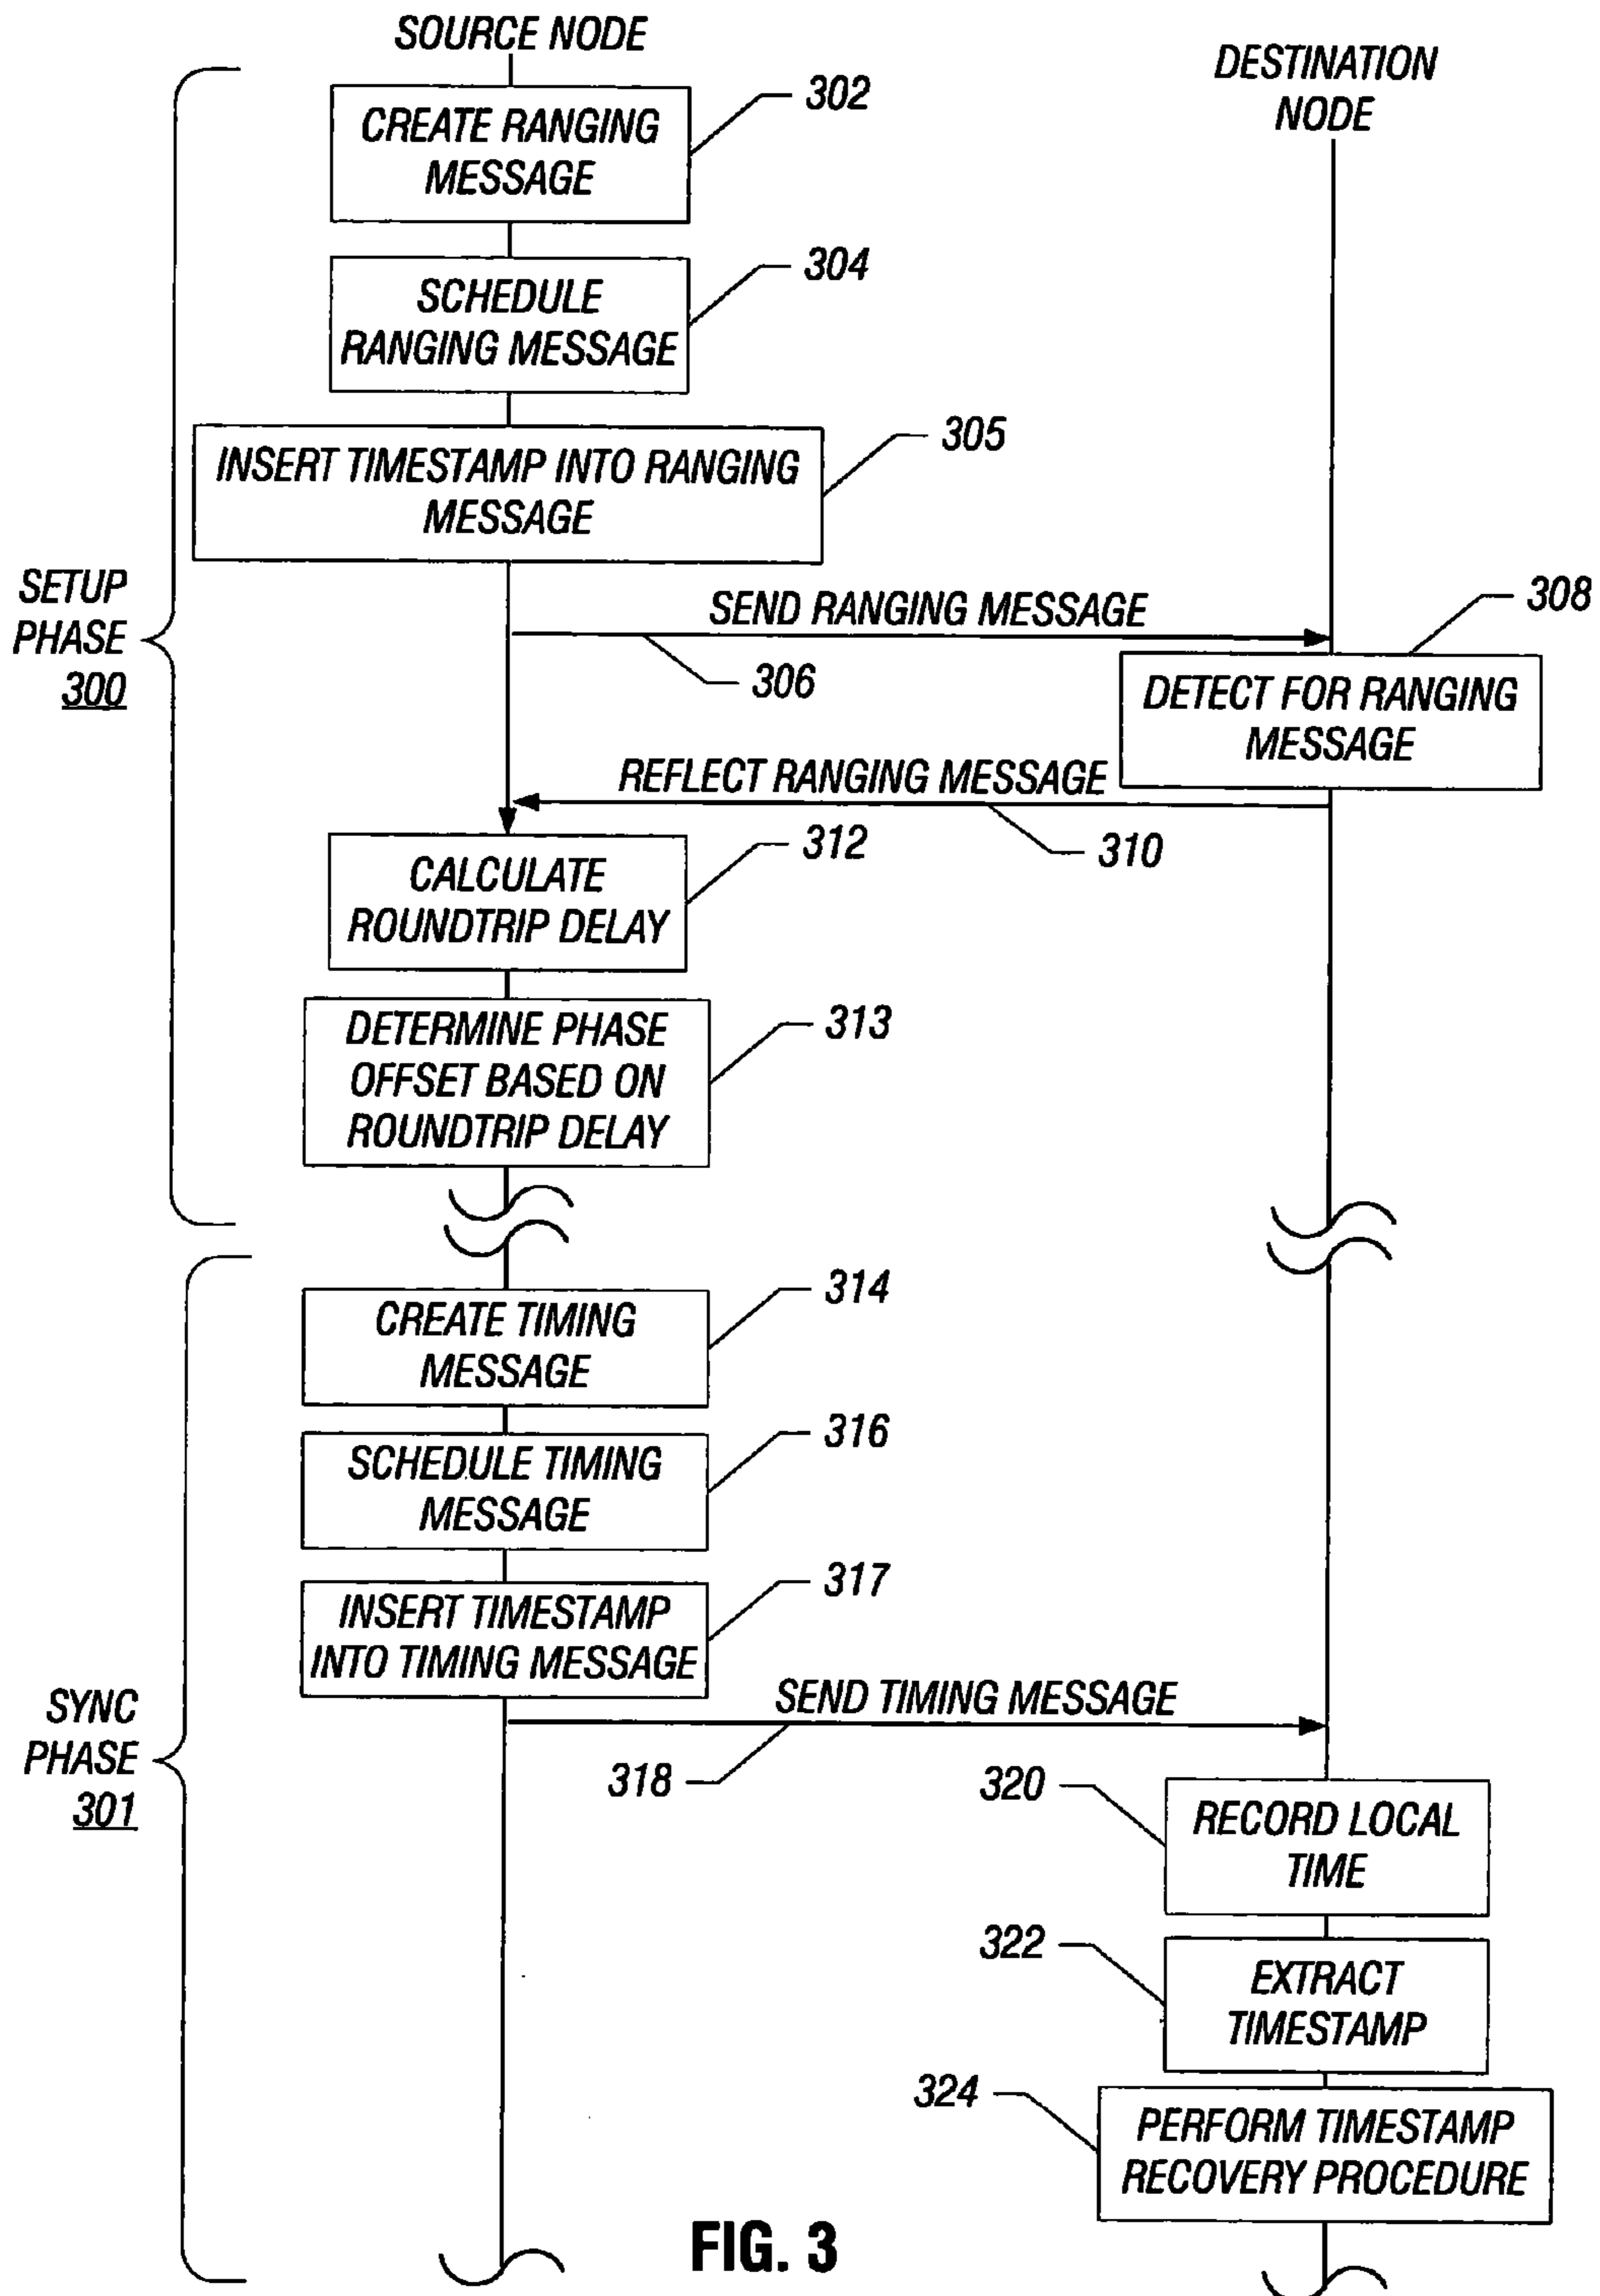 SOURCE NODE
DESTINATION
NODE
302
CREATE RANGING
MESSAGE
304
SCHEDULE
RANGING MESSAGE
305
INSERT TIMESTAMP INTO RANGING
MESSAGE
SETUP
PHASE
300
SEND RANGING MESSAGE
306
308
DETECT FOR RANGING
MESSAGE
REFLECT RANGING MESSAGE
310
312
CALCULATE
ROUNDTRIP DELAY
313
DETERMINE PHASE
OFFSET BASED ON
ROUNDTRIP DELAY
314
CREATE TIMING
MESSAGE
316
SCHEDULE TIMING
MESSAGE
317
INSERT TIMESTAMP
INTO TIMING MESSAGE
SYNC
PHASE
301
SEND TIMING MESSAGE
318
320
RECORD LOCAL
TIME
322
EXTRACT
TIMESTAMP
324
PERFORM TIMESTAMP
RECOVERY PROCEDURE
FIG. 3